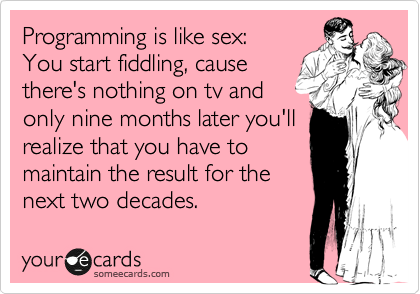 Programming is like sex:
You start fiddling, cause
there's nothing on tv and
only nine months later you'll
realize that you have to
maintain the result for the
next two decades.
your e cards
someecards.com